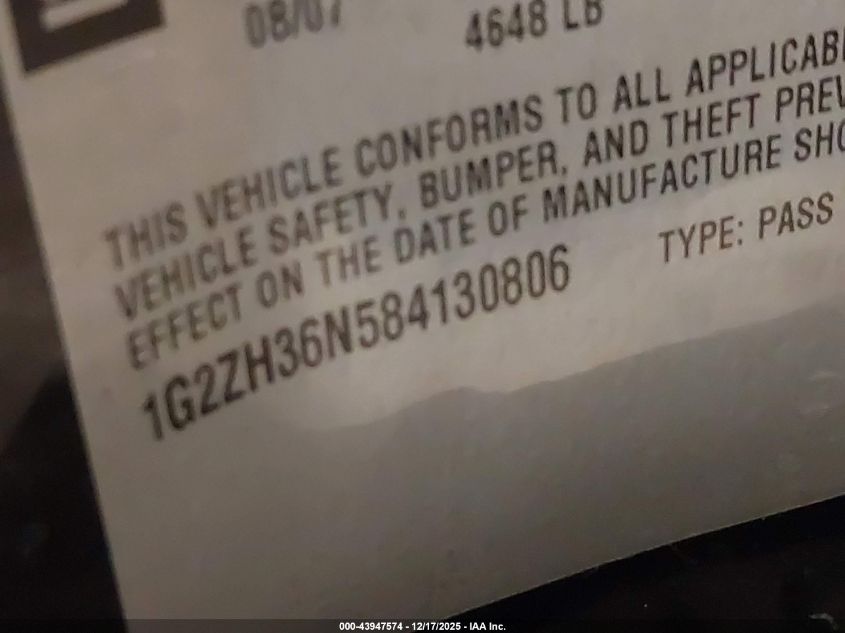 08/07
4648 LB
THIS VEHICLE CONFORMS TO ALL APPLICABL
VEHICLE SAFETY, BUMPER, AND THEFT PREV
EFFECT ON THE DATE OF MANUFACTURE SHO
1G2ZH36N584130806
TYPE: PASS
000-43947574 - 12/17/2025 - IAA Inc.